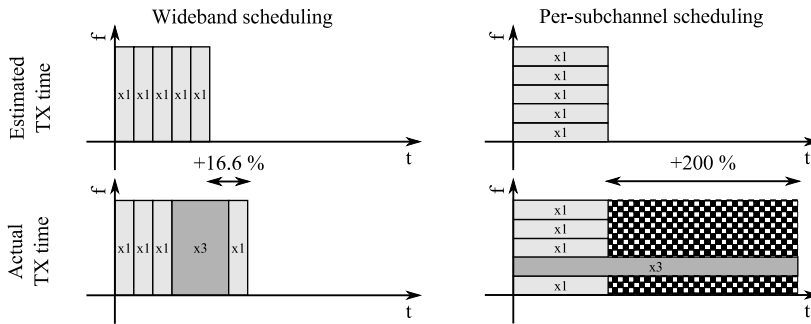 Wideband scheduling
Per-subchannel scheduling
Estimated
TX time
f
x1 x1 x1 x1 x1
t
f
x1
x1
x1
x1
x1
t
+16.6 %
+200 %
Actual
TX time
f
x1 x1 x1 x3 x1
t
f
x1
x1
x1
x3
x1
t